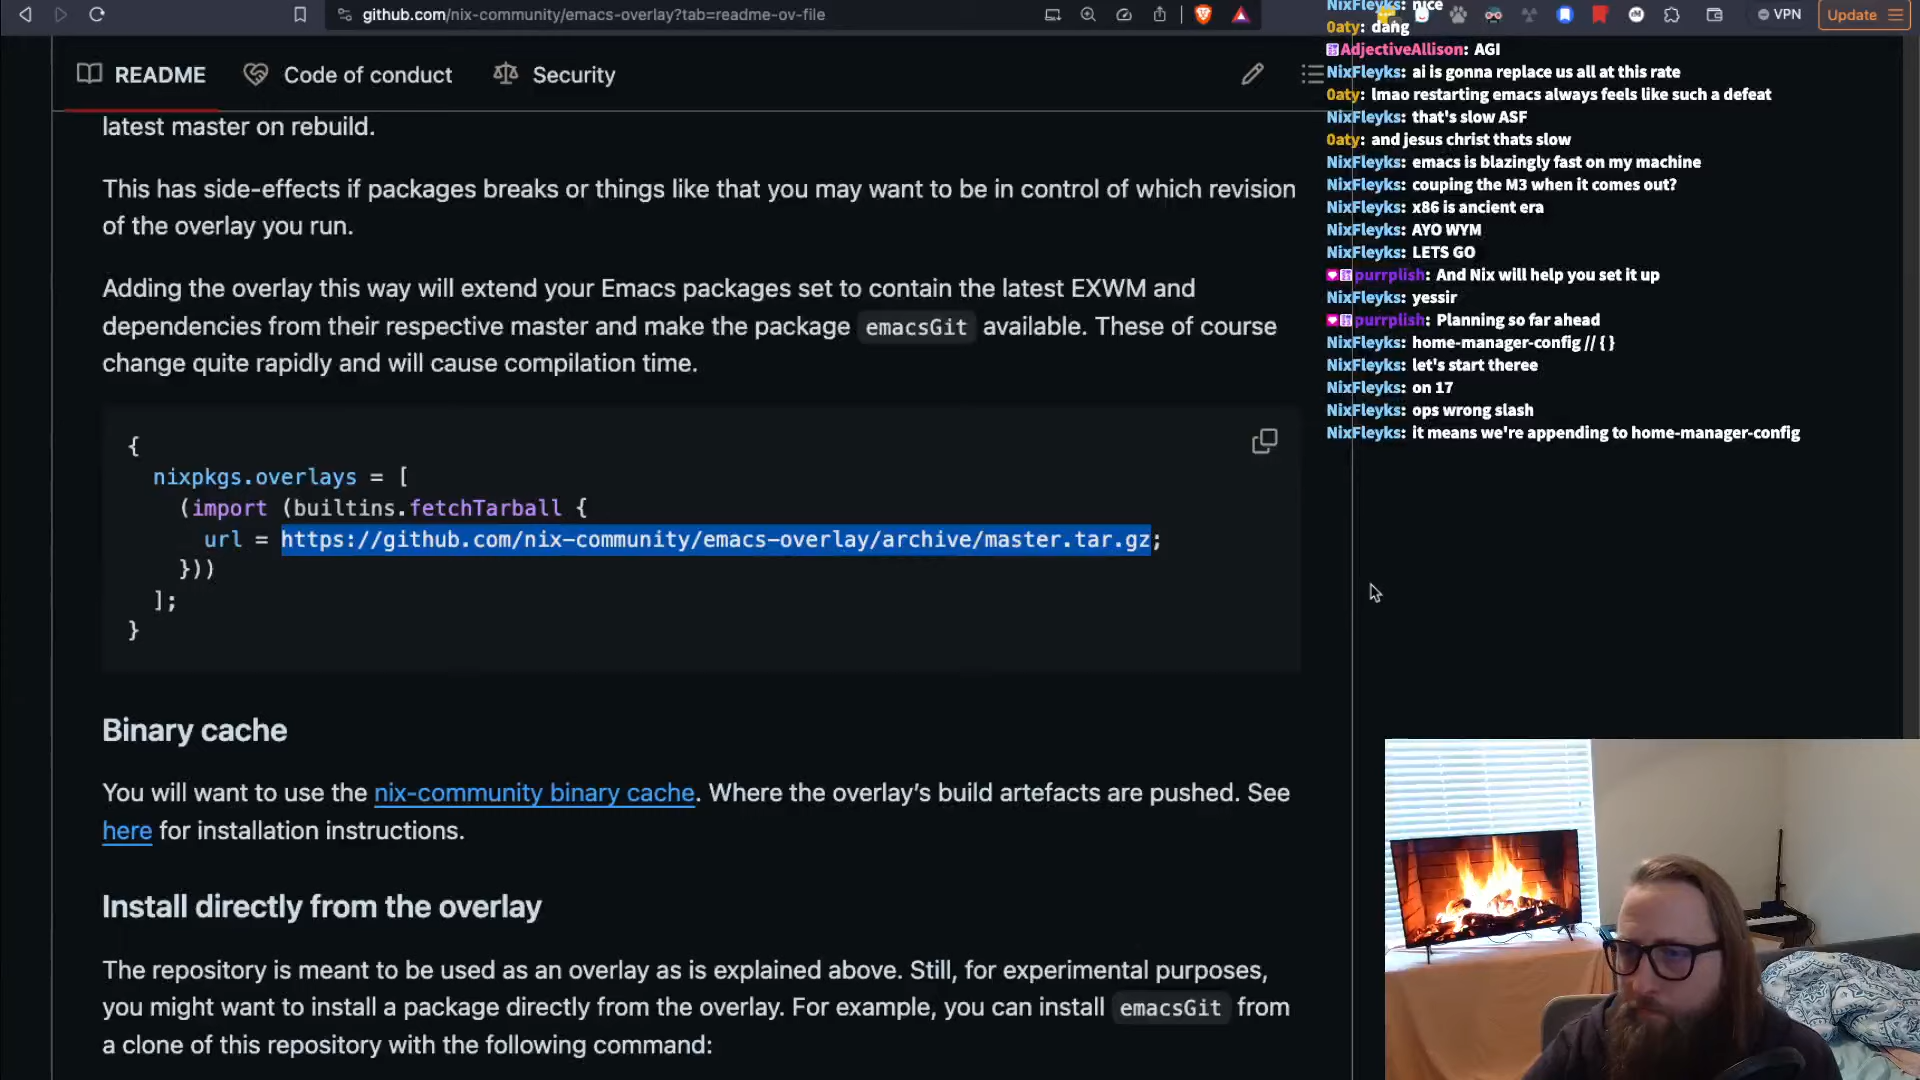 github.com/nix-community/emacs-overlay?tab=readme-ov-file
VPN
Update
README
Code of conduct
Security
latest master on rebuild.
This has side-effects if packages breaks or things like that you may want to be in control of which revision
of the overlay you run.
Adding the overlay this way will extend your Emacs packages set to contain the latest EXWM and
dependencies from their respective master and make the package emacsGit available. These of course
change quite rapidly and will cause compilation time.
{
nixpkgs.overlays = [
(import (builtins.fetchTarball {
url = https://github.com/nix-community/emacs-overlay/archive/master.tar.gz;
}))
];
}
Binary cache
You will want to use the nix-community binary cache. Where the overlay’s build artefacts are pushed. See
here for installation instructions.
Install directly from the overlay
The repository is meant to be used as an overlay as is explained above. Still, for experimental purposes,
you might want to install a package directly from the overlay. For example, you can install emacsGit from
a clone of this repository with the following command:
NixFleyks: nice
0aty: dang
AdjectiveAllison: AGI
NixFleyks: ai is gonna replace us all at this rate
0aty: lmao restarting emacs always feels like such a defeat
NixFleyks: that's slow ASF
0aty: and jesus christ thats slow
NixFleyks: emacs is blazingly fast on my machine
NixFleyks: couping the M3 when it comes out?
NixFleyks: x86 is ancient era
NixFleyks: AYO WYM
NixFleyks: LETS GO
purrplish: And Nix will help you set it up
NixFleyks: yessir
purrplish: Planning so far ahead
NixFleyks: home-manager-config // { }
NixFleyks: let's start theree
NixFleyks: on 17
NixFleyks: ops wrong slash
NixFleyks: it means we're appending to home-manager-config